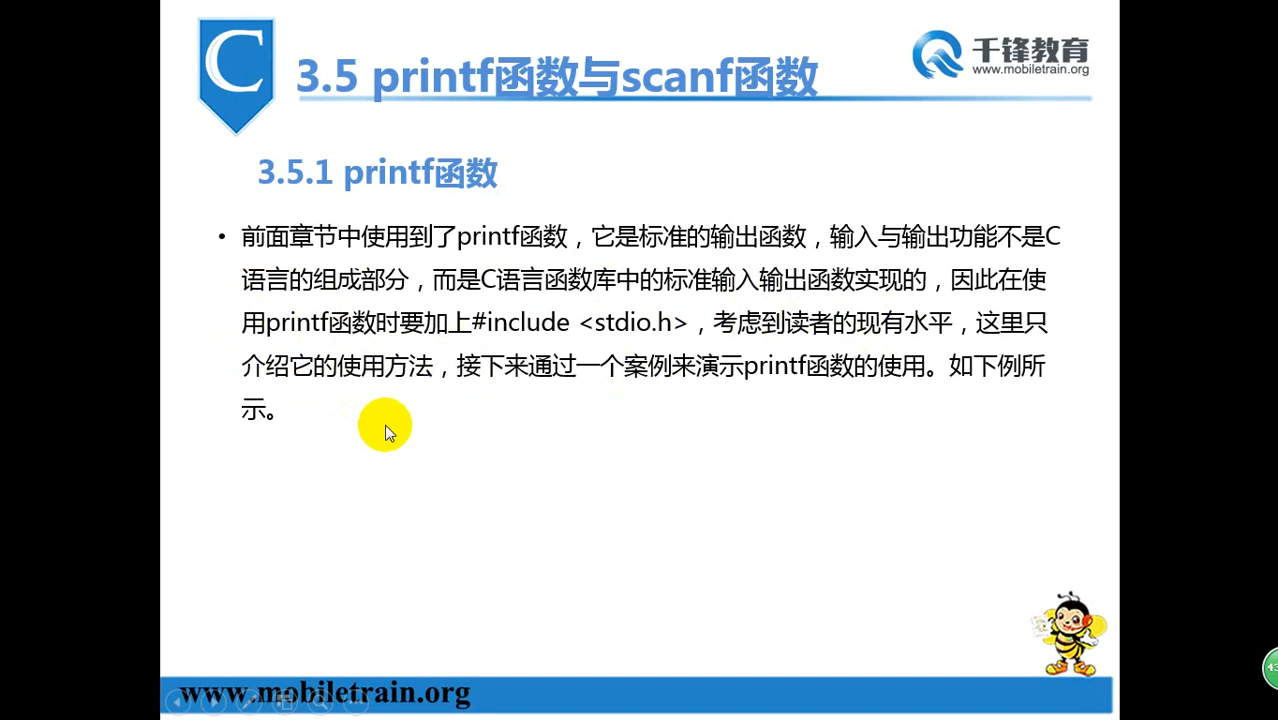 C
3.5 printf函数与scanf函数
千锋教育
www.mobiletrain.org
3.5.1 printf函数
• 前面章节中使用到了printf函数，它是标准的输出函数，输入与输出功能不是C
语言的组成部分，而是C语言函数库中的标准输入输出函数实现的，因此在使
用printf函数时要加上#include <stdio.h>，考虑到读者的现有水平，这里只
介绍它的使用方法，接下来通过一个案例来演示printf函数的使用。如下例所
示。
www.mobiletrain.org